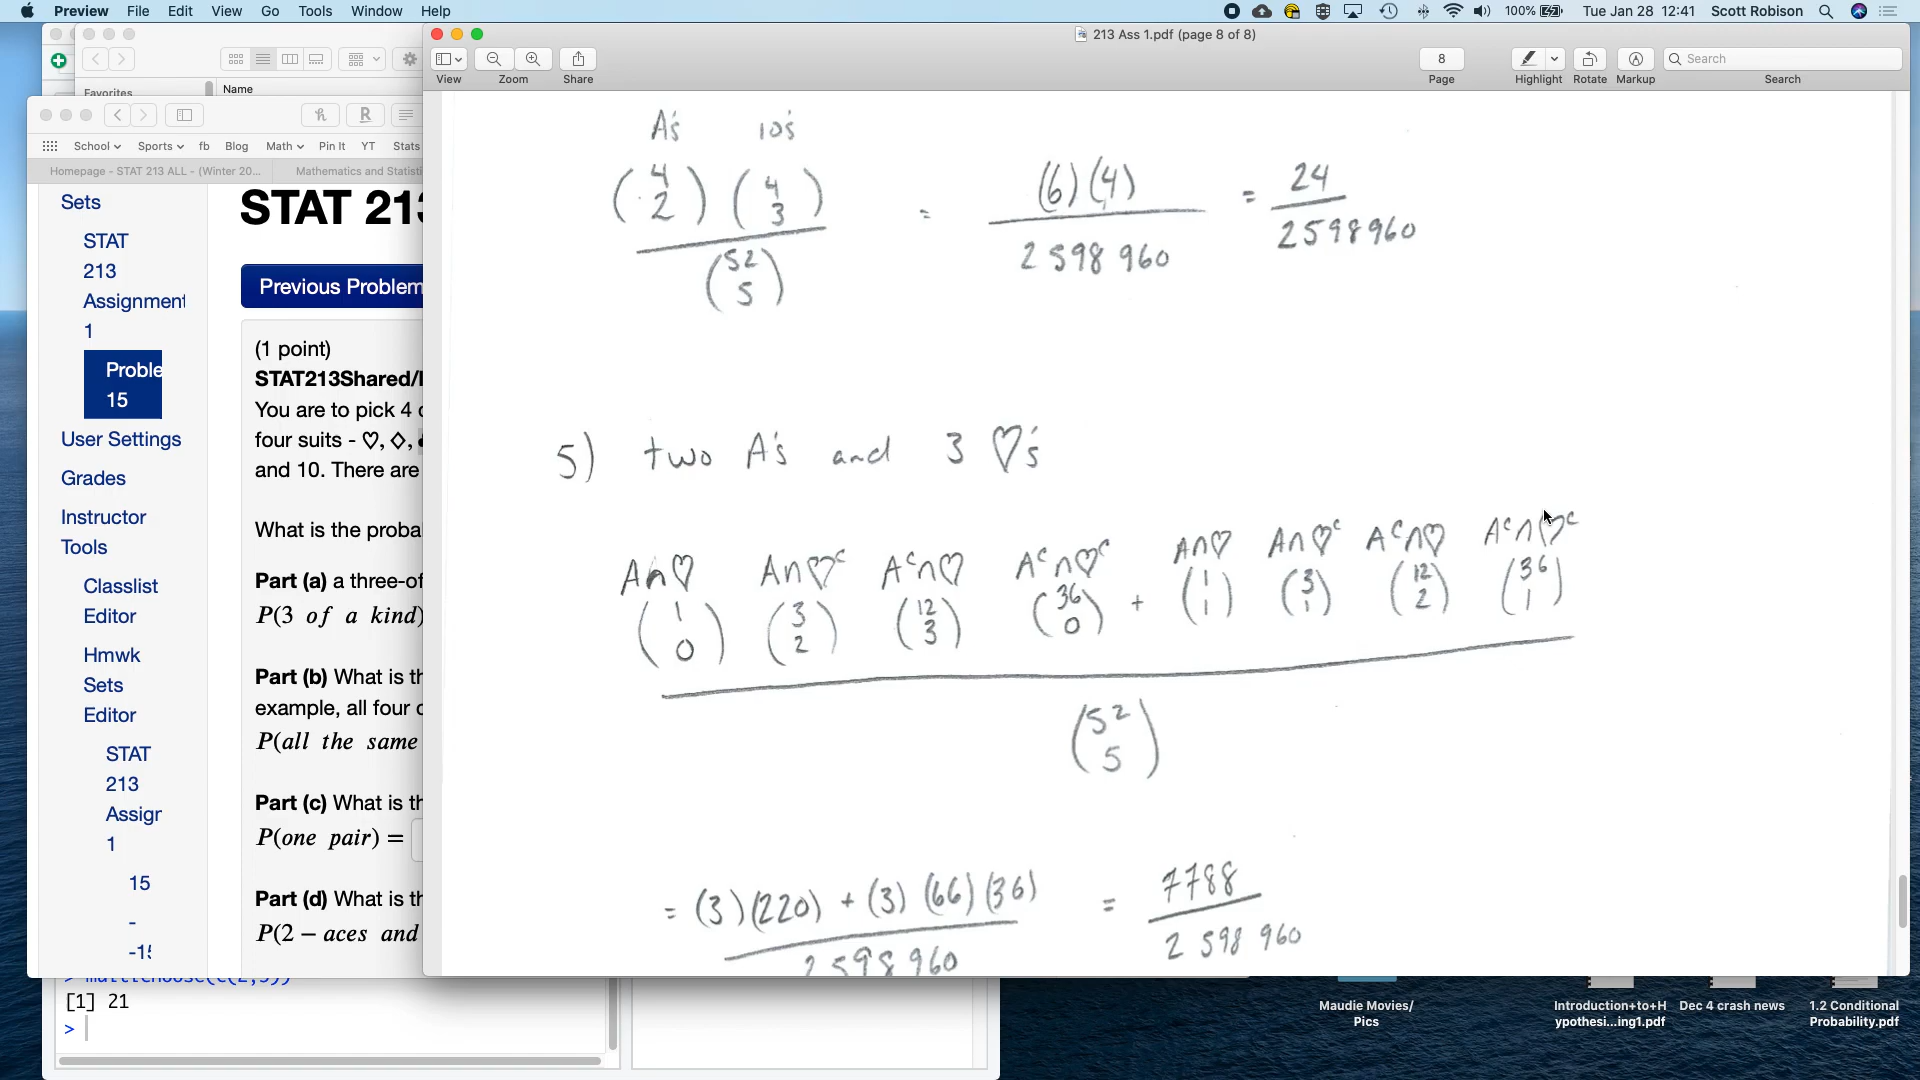 Preview File Edit View Go Tools Window Help
100% Tue Jan 28 12:41 Scott Robison
213 Ass 1.pdf (page 8 of 8)
View Zoom Share
8
Page Highlight Rotate Markup Search
Search
Favorites Name
School Sports fb Blog Math Pin It YT Stats
Homepage - STAT 213 ALL - (Winter 20... Mathematics and Statisti
Sets
STAT
213
Assignment
1
Proble
15
User Settings
Grades
Instructor
Tools
Classlist
Editor
Hmwk
Sets
Editor
STAT
213
Assigr
1
15
-
STAT 213
Previous Problem
(1 point)
STAT213Shared/
You are to pick 4
four suits - ♡, ♢,
and 10. There are
What is the proba
Part (a) a three-of
P(3 of a kind)
Part (b) What is th
example, all four
P(all the same
Part (c) What is th
P(one pair) =
Part (d) What is th
P(2 − aces and
A's 10's
(4 2) (4 3) = (6)(4) = 24
(52 5) 2 598 960 2598960
5) two A's and 3 ♡'s
A∩♡ A∩♡ᶜ Aᶜ∩♡ Aᶜ∩♡ᶜ A∩♡ A∩♡ᶜ Aᶜ∩♡ Aᶜ∩♡ᶜ
(1 0) (3 2) (12 3) (36 0) + (1 1) (3 1) (12 2) (36 1)
(52 5)
= (3)(220) + (3)(66)(36) = 7788
2 598 960 2 598 960
[1] 21
>
Maudie Movies/
Pics
Introduction+to+H
ypothesi...ing1.pdf
Dec 4 crash news
1.2 Conditional
Probability.pdf